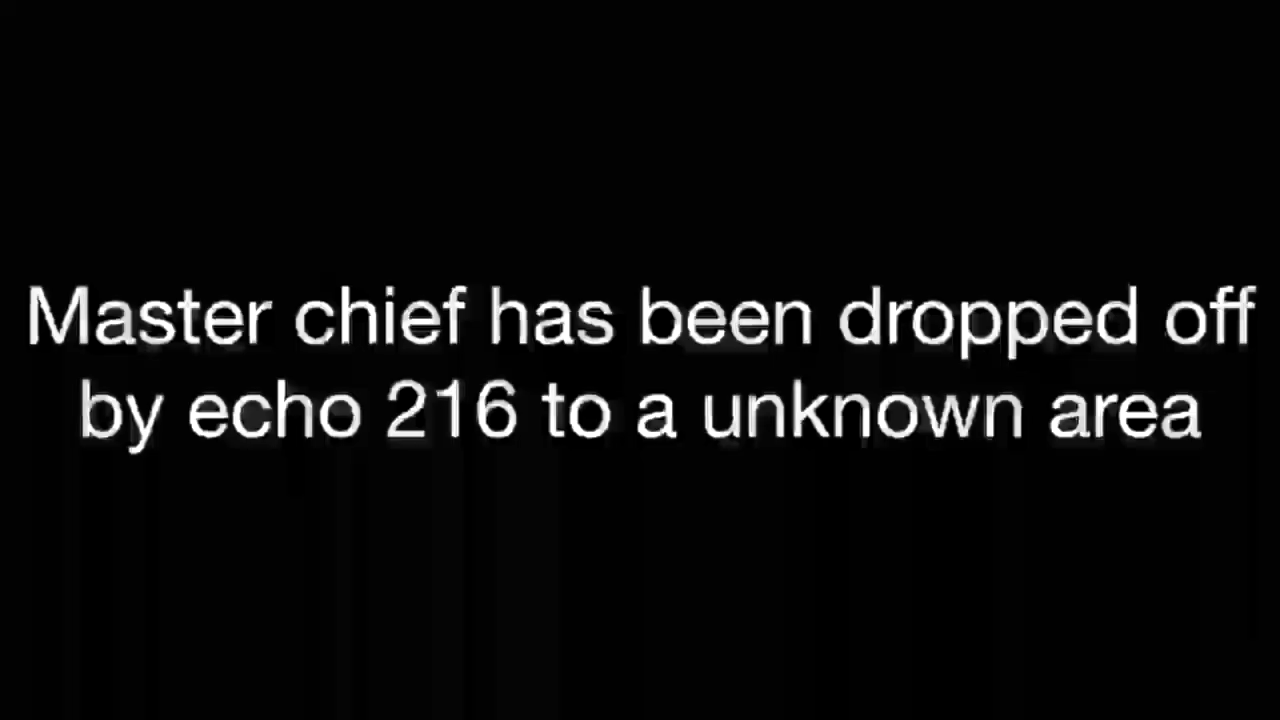 Master chief has been dropped off
by echo 216 to a unknown area